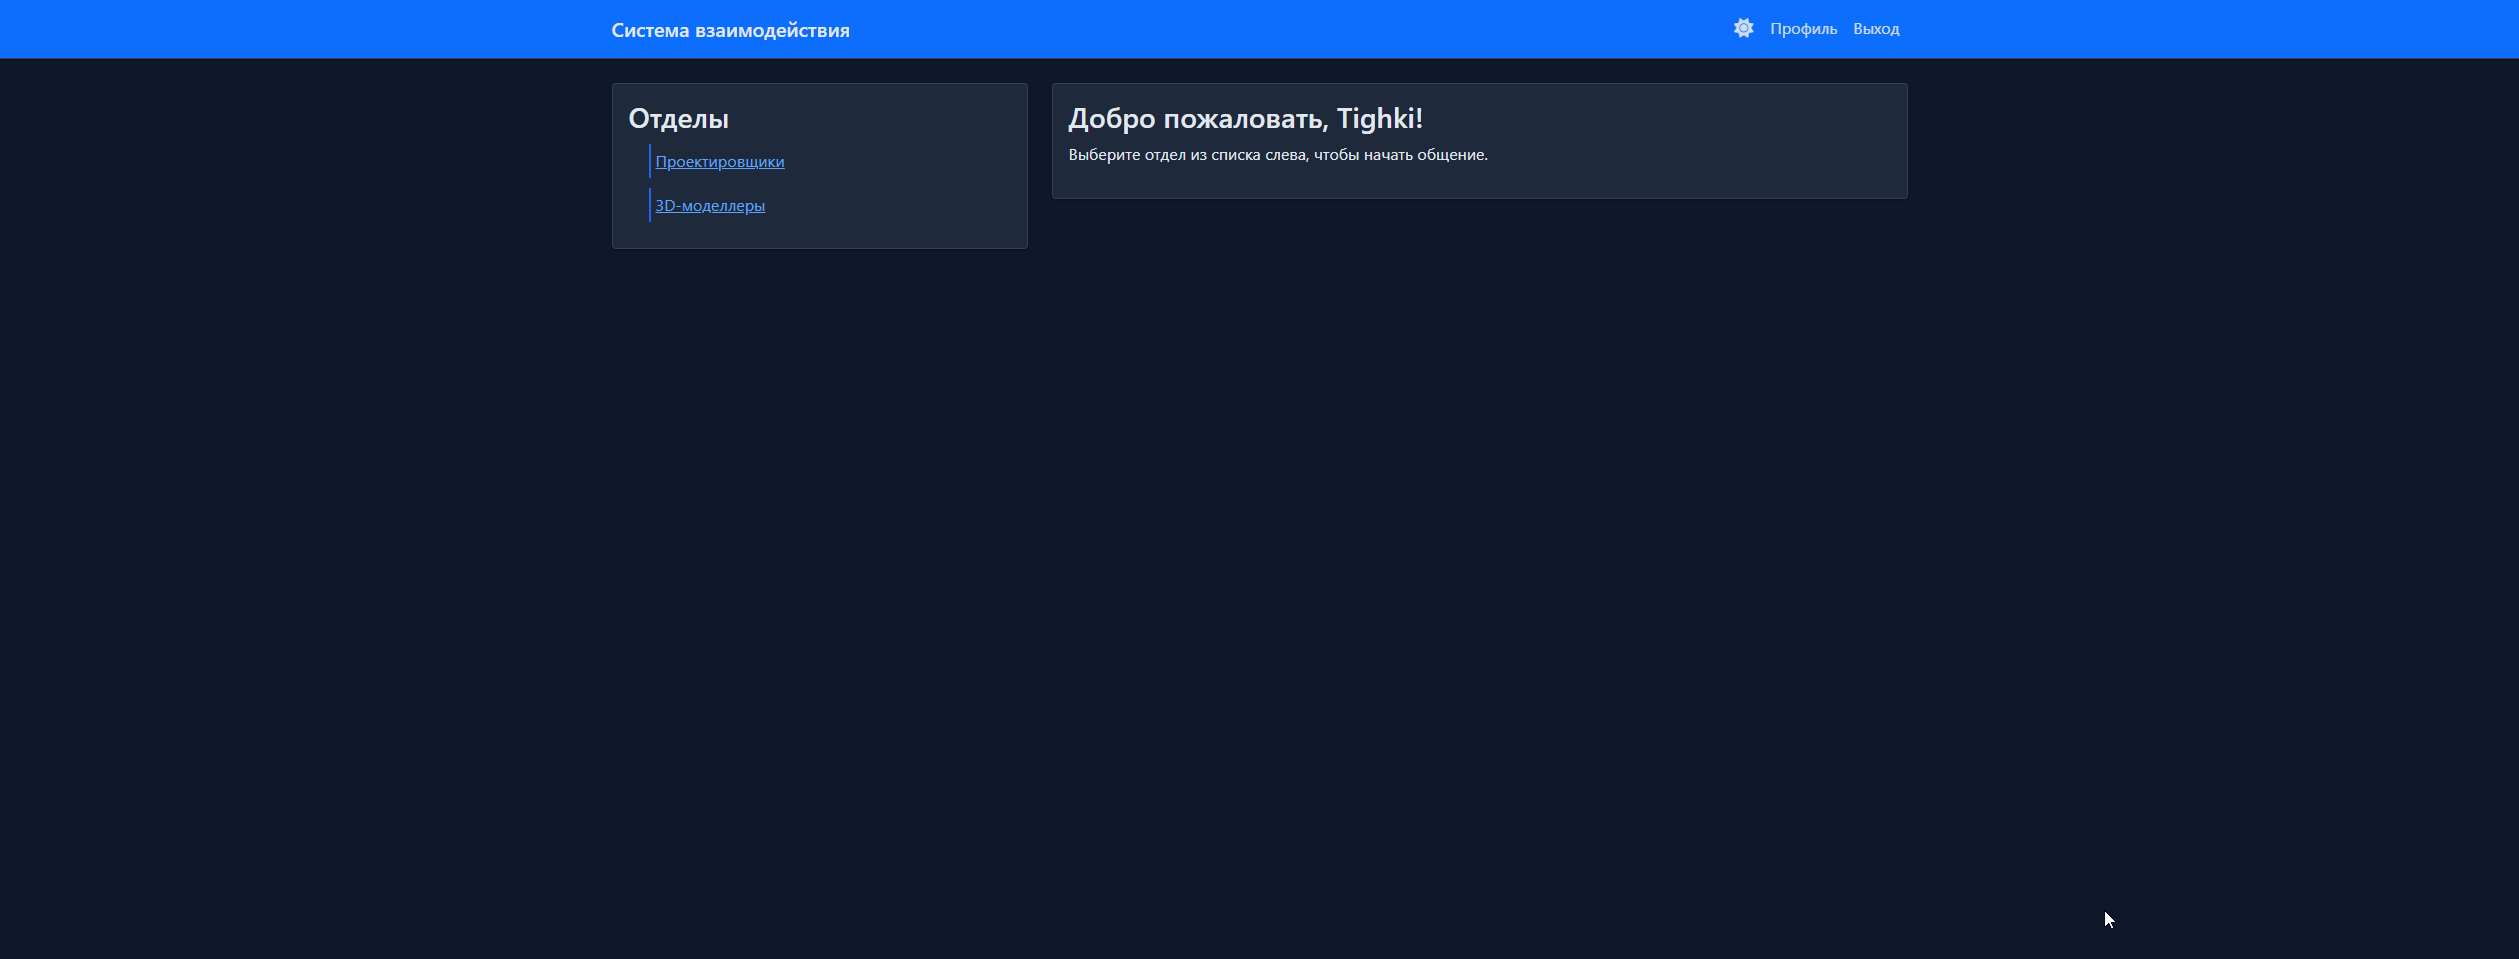 Система взаимодействия
Профиль
Выход
Отделы
Проектировщики
3D-моделлеры
Добро пожаловать, Tighki!
Выберите отдел из списка слева, чтобы начать общение.